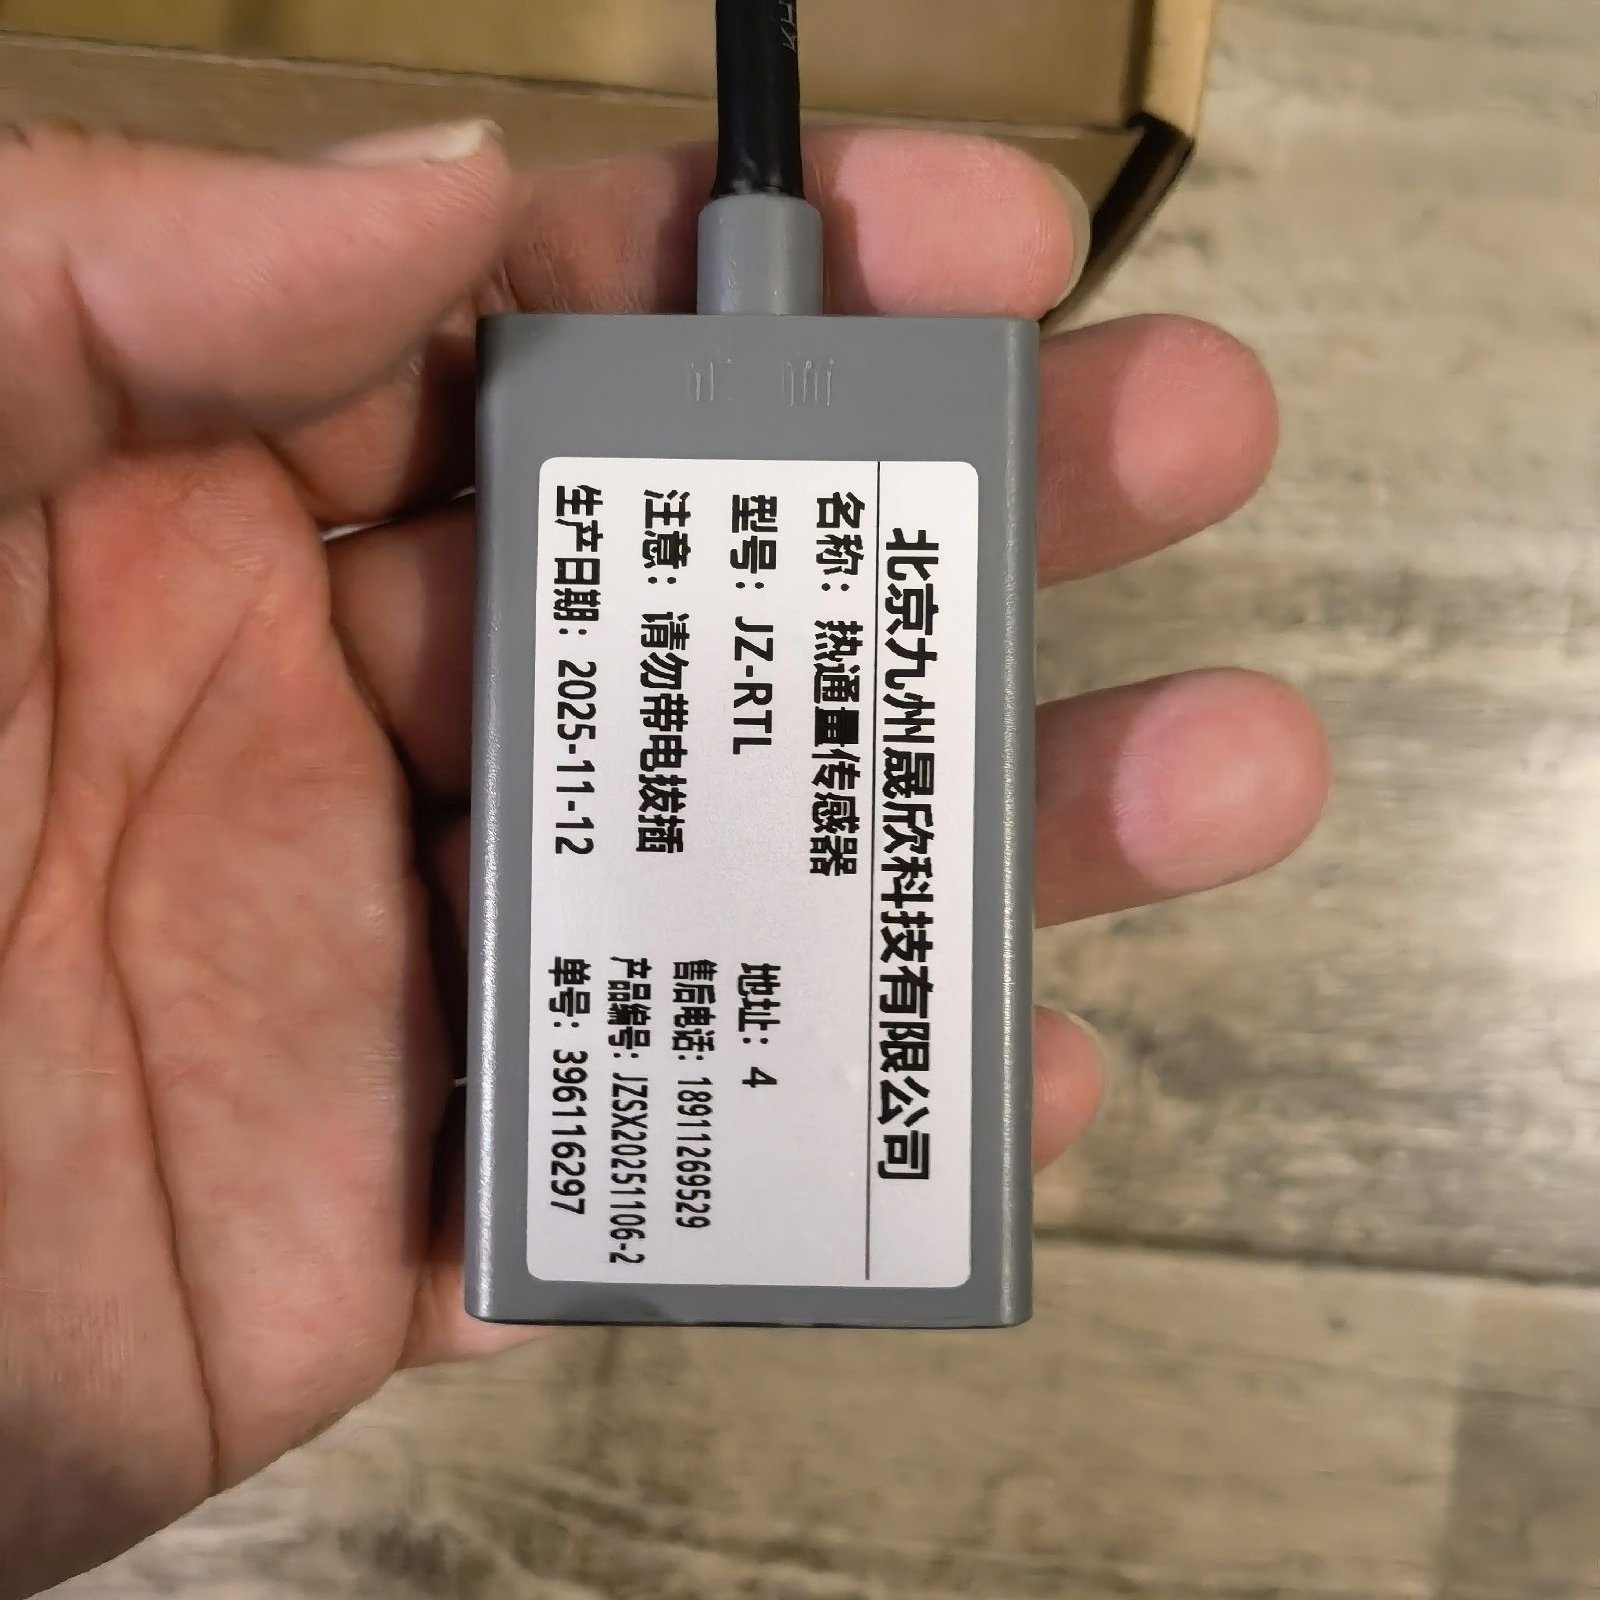 北京九州晟欣科技有限公司
名称：热通量传感器
型号：JZ-RTL
地址：4
注意：请勿带电拔插
售后电话：18911269529
产品编号：JZSX20251106-2
生产日期：2025-11-12
单号：396116297